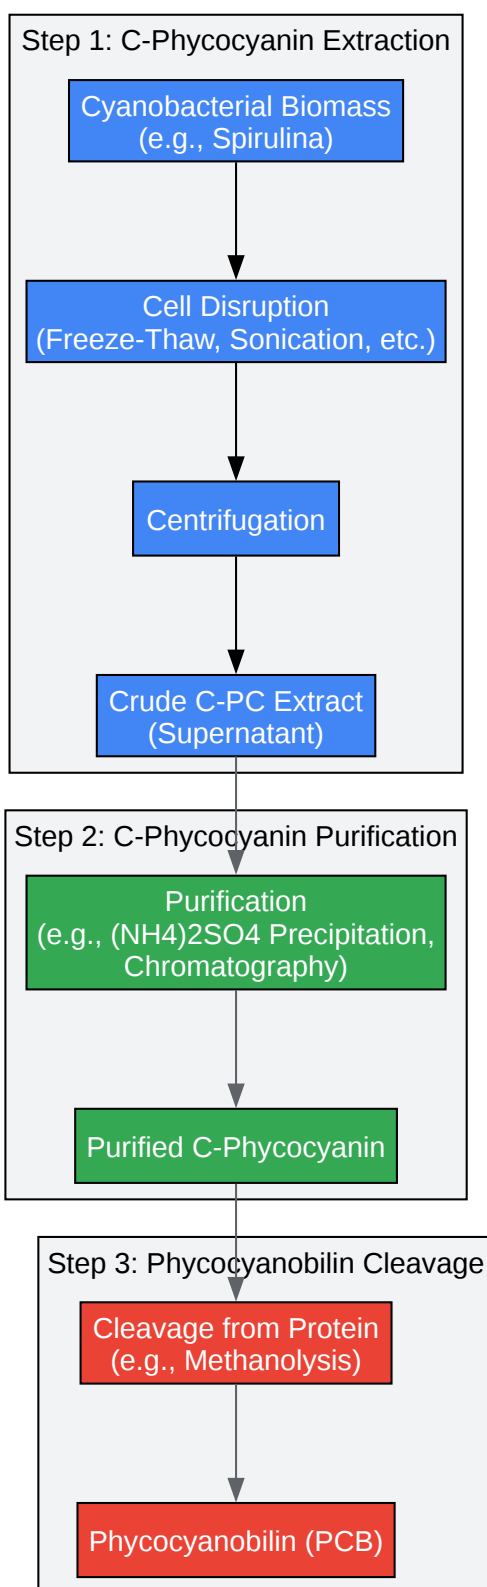 Step 1: C-Phycocyanin Extraction
Cyanobacterial Biomass
(e.g., Spirulina)
Cell Disruption
(Freeze-Thaw, Sonication, etc.)
Centrifugation
Crude C-PC Extract
(Supernatant)
Step 2: C-Phycocyanin Purification
Purification
(e.g., (NH4)2SO4 Precipitation,
Chromatography)
Purified C-Phycocyanin
Step 3: Phycocyanobilin Cleavage
Cleavage from Protein
(e.g., Methanolysis)
Phycocyanobilin (PCB)